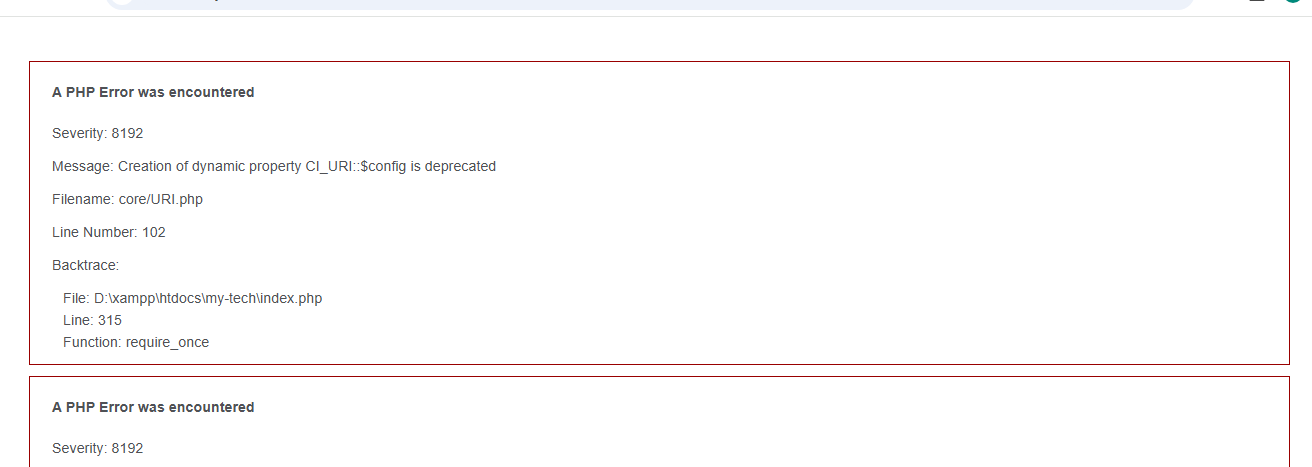 A PHP Error was encountered
Severity: 8192
Message: Creation of dynamic property CI_URI::$config is deprecated
Filename: core/URI.php
Line Number: 102
Backtrace:
File: D:\xampp\htdocs\my-tech\index.php
Line: 315
Function: require_once
A PHP Error was encountered
Severity: 8192